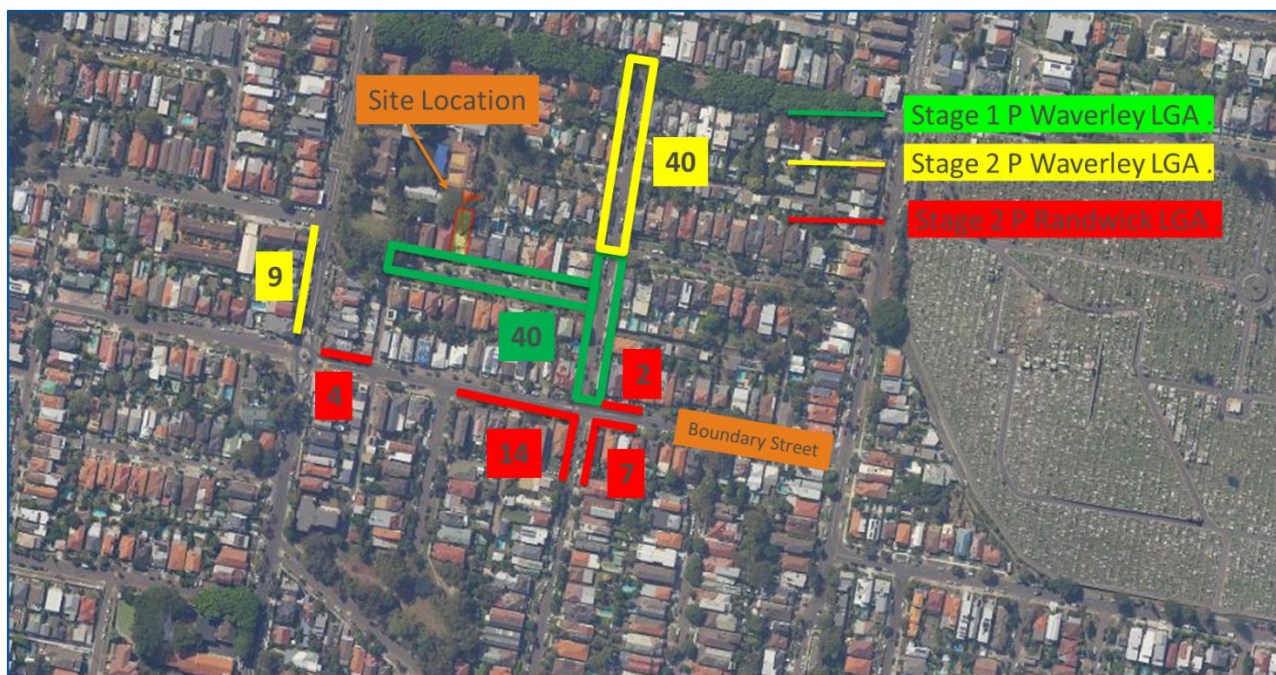 Site Location
Stage 1 P Waverley LGA .
Stage 2 P Waverley LGA .
40
Stage 2 P Randwick LGA .
9
40
2
4
Boundary Street
14
7